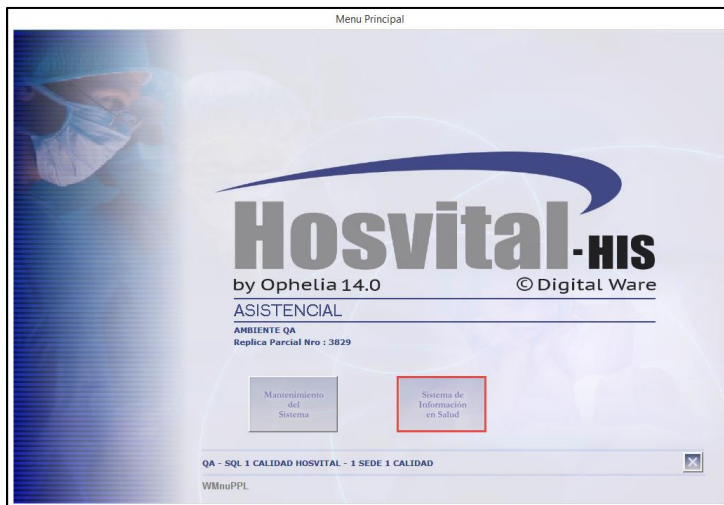 Menu Principal
Hosvital-HIS
by Ophelia 14.0 © Digital Ware
ASISTENCIAL
AMBIENTE QA
Replica Parcial Nro : 3829
Mantenimiento
del
Sistema
Sistema de
Información
en Salud
QA - SQL 1 CALIDAD HOSVITAL - 1 SEDE 1 CALIDAD
WMnuPPL